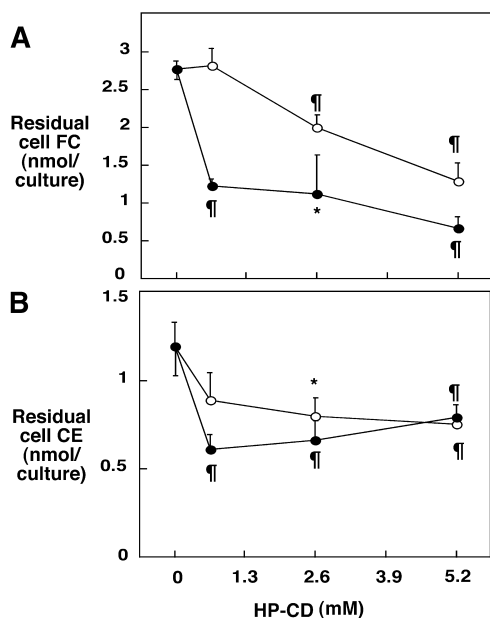 A
3
2.5
2
1.5
1
0.5
0
Residual
cell FC
(nmol/
culture)
¶
¶
¶
*
¶
B
1.5
1
0.5
0
Residual
cell CE
(nmol/
culture)
*
¶
¶
¶
¶
0 1.3 2.6 3.9 5.2
HP-CD (mM)